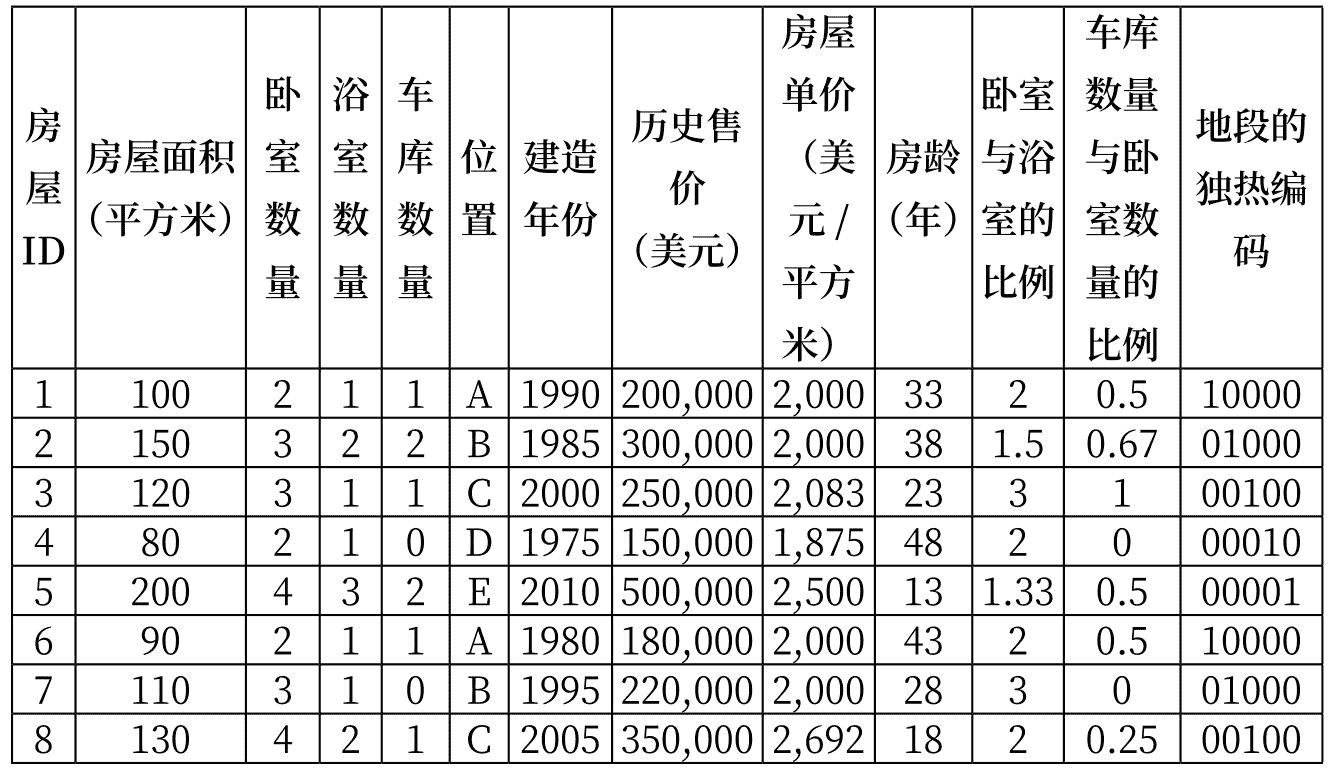 房屋ID 房屋面积（平方米） 卧室数量 浴室数量 车库数量 位置 建造年份 历史售价（美元） 房屋单价（美元/平方米） 房龄（年） 卧室与浴室的比例 车库数量与卧室数量的比例 地段的独热编码
1 100 2 1 1 A 1990 200,000 2,000 33 2 0.5 10000
2 150 3 2 2 B 1985 300,000 2,000 38 1.5 0.67 01000
3 120 3 1 1 C 2000 250,000 2,083 23 3 1 00100
4 80 2 1 0 D 1975 150,000 1,875 48 2 0 00010
5 200 4 3 2 E 2010 500,000 2,500 13 1.33 0.5 00001
6 90 2 1 1 A 1980 180,000 2,000 43 2 0.5 10000
7 110 3 1 0 B 1995 220,000 2,000 28 3 0 01000
8 130 4 2 1 C 2005 350,000 2,692 18 2 0.25 00100